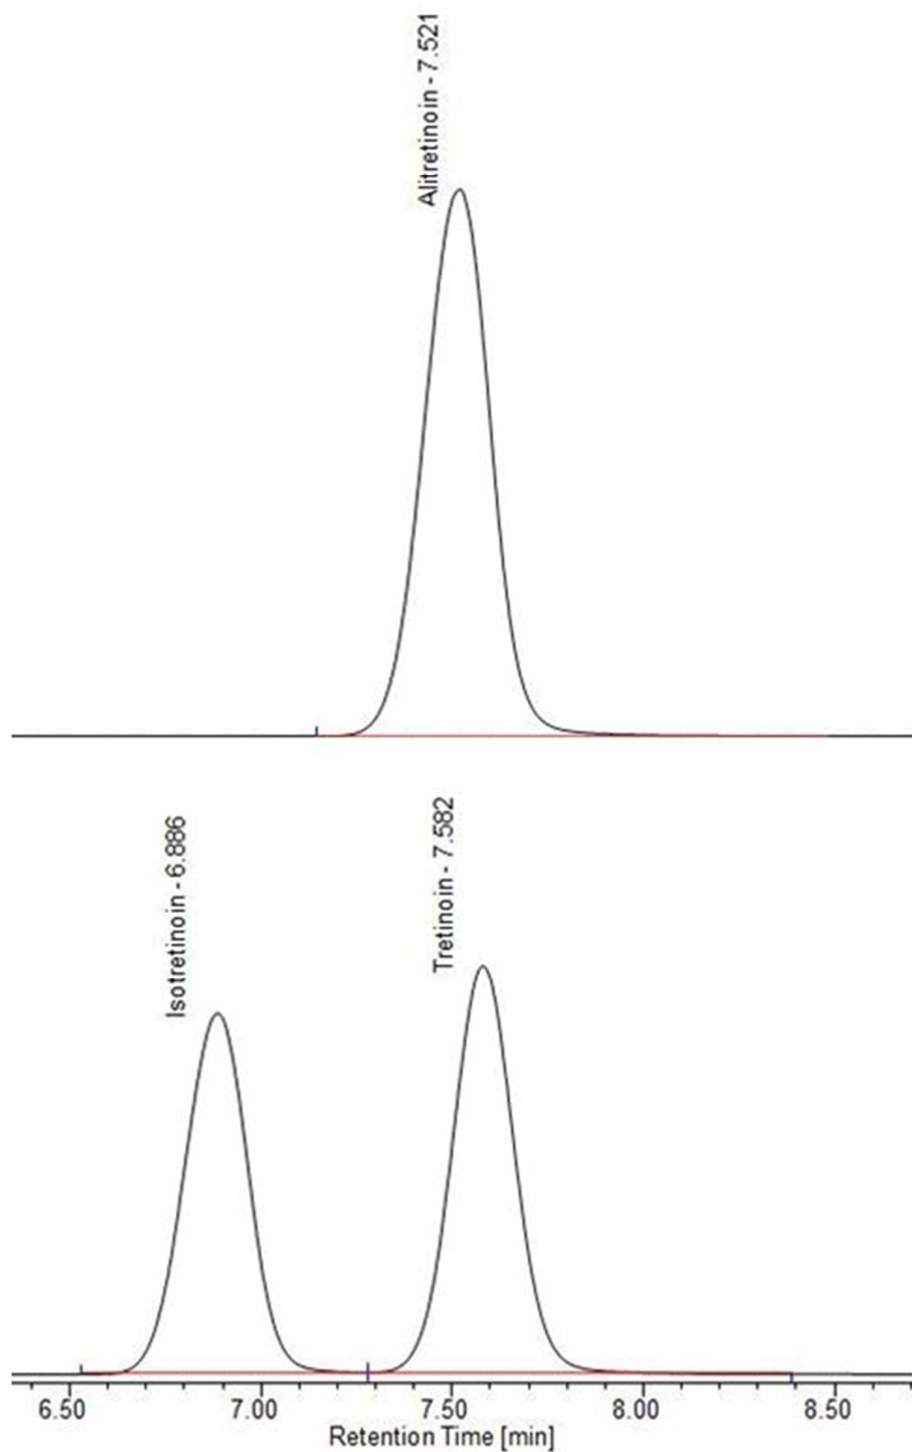 Alitretinoin - 7.521
Isotretinoin - 6.886
Tretinoin - 7.582
6.50 7.00 7.50 8.00 8.50
Retention Time [min]